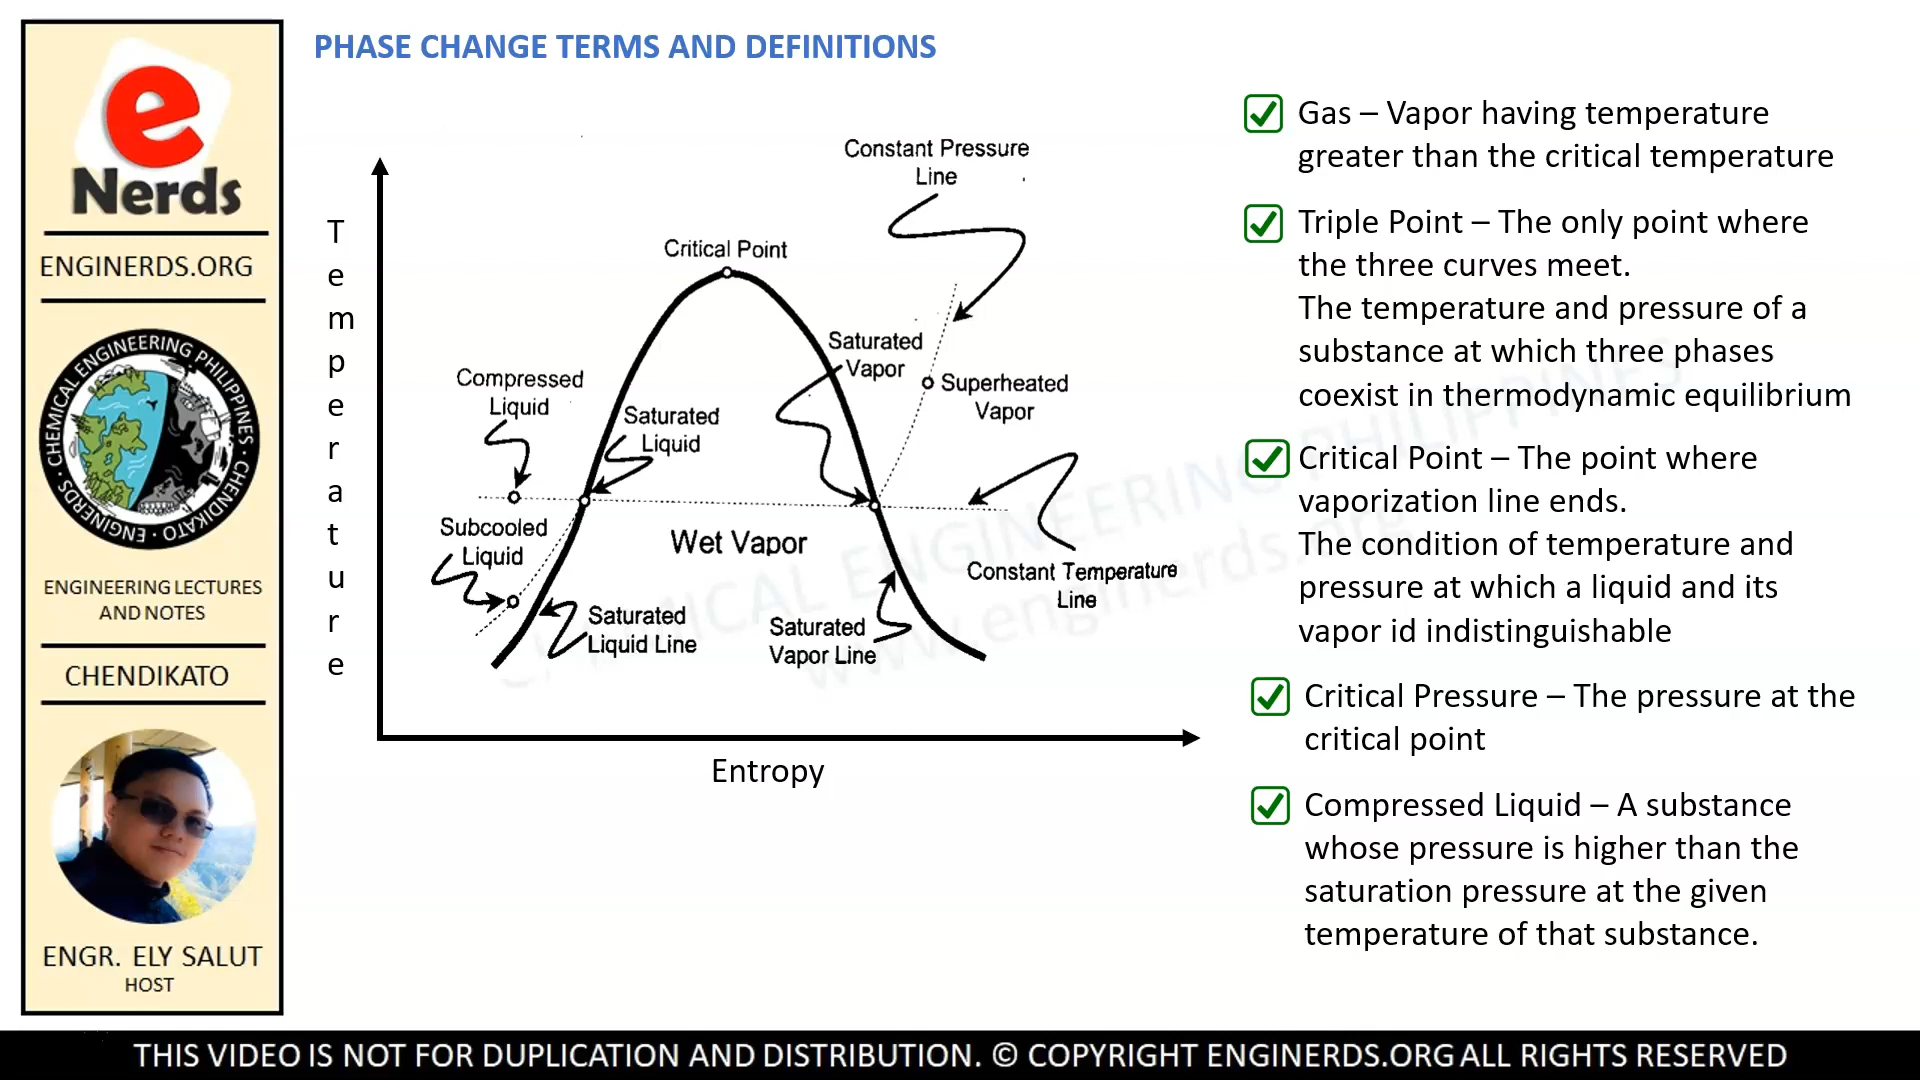 PHASE CHANGE TERMS AND DEFINITIONS
e
Nerds
ENGINERDS.ORG
CHEMICAL ENGINEERING PHILIPPINES · CHENDIKATO · ENGINERDS ·
ENGINEERING LECTURES
AND NOTES
CHENDIKATO
ENGR. ELY SALUT
HOST
Temperature
Constant Pressure
Line
Critical Point
Saturated
Vapor
Compressed
Liquid
Superheated
Vapor
Saturated
Liquid
Subcooled
Liquid
Wet Vapor
Constant Temperature
Line
Saturated
Liquid Line
Saturated
Vapor Line
Entropy
Gas – Vapor having temperature
greater than the critical temperature
Triple Point – The only point where
the three curves meet.
The temperature and pressure of a
substance at which three phases
coexist in thermodynamic equilibrium
Critical Point – The point where
vaporization line ends.
The condition of temperature and
pressure at which a liquid and its
vapor id indistinguishable
Critical Pressure – The pressure at the
critical point
Compressed Liquid – A substance
whose pressure is higher than the
saturation pressure at the given
temperature of that substance.
CHEMICAL ENGINEERING PHILIPPINES
www.enginerds.org
THIS VIDEO IS NOT FOR DUPLICATION AND DISTRIBUTION. © COPYRIGHT ENGINERDS.ORG ALL RIGHTS RESERVED